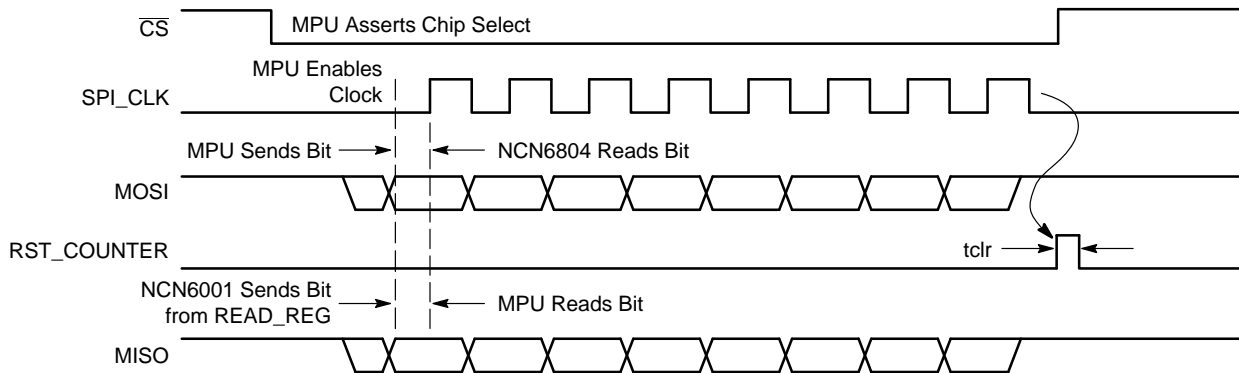 CS
MPU Asserts Chip Select
MPU Enables
Clock
SPI_CLK
MPU Sends Bit
NCN6804 Reads Bit
MOSI
RST_COUNTER
tclr
NCN6001 Sends Bit
from READ_REG
MPU Reads Bit
MISO